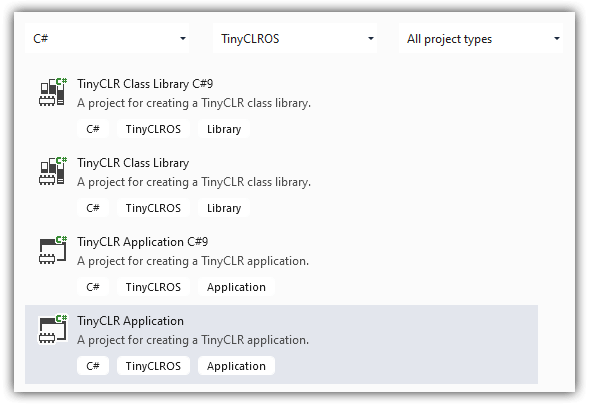 C# TinyCLROS All project types
C#
TinyCLR Class Library C#9
A project for creating a TinyCLR class library.
C# TinyCLROS Library
C#
TinyCLR Class Library
A project for creating a TinyCLR class library.
C# TinyCLROS Library
C#
TinyCLR Application C#9
A project for creating a TinyCLR application.
C# TinyCLROS Application
C#
TinyCLR Application
A project for creating a TinyCLR application.
C# TinyCLROS Application